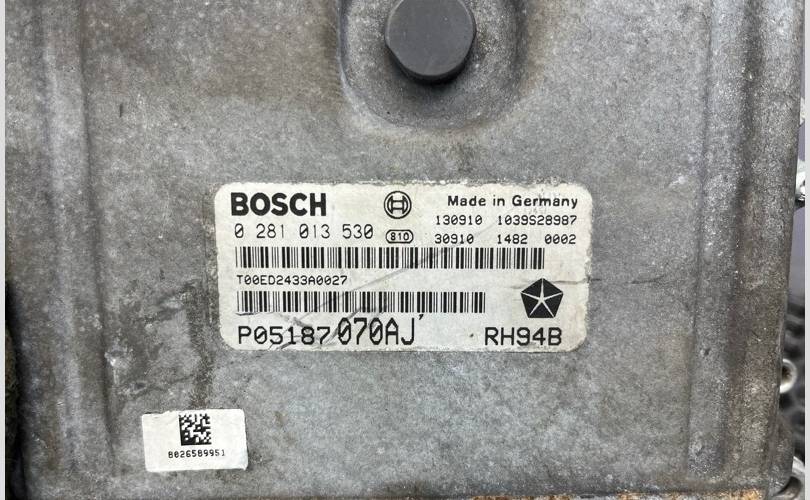 BOSCH
Made in Germany
130910 1039S28987
0 281 013 530 810 30910 1482 0002
T00ED2433A0027
P05187070AJ RH94B
8026589951